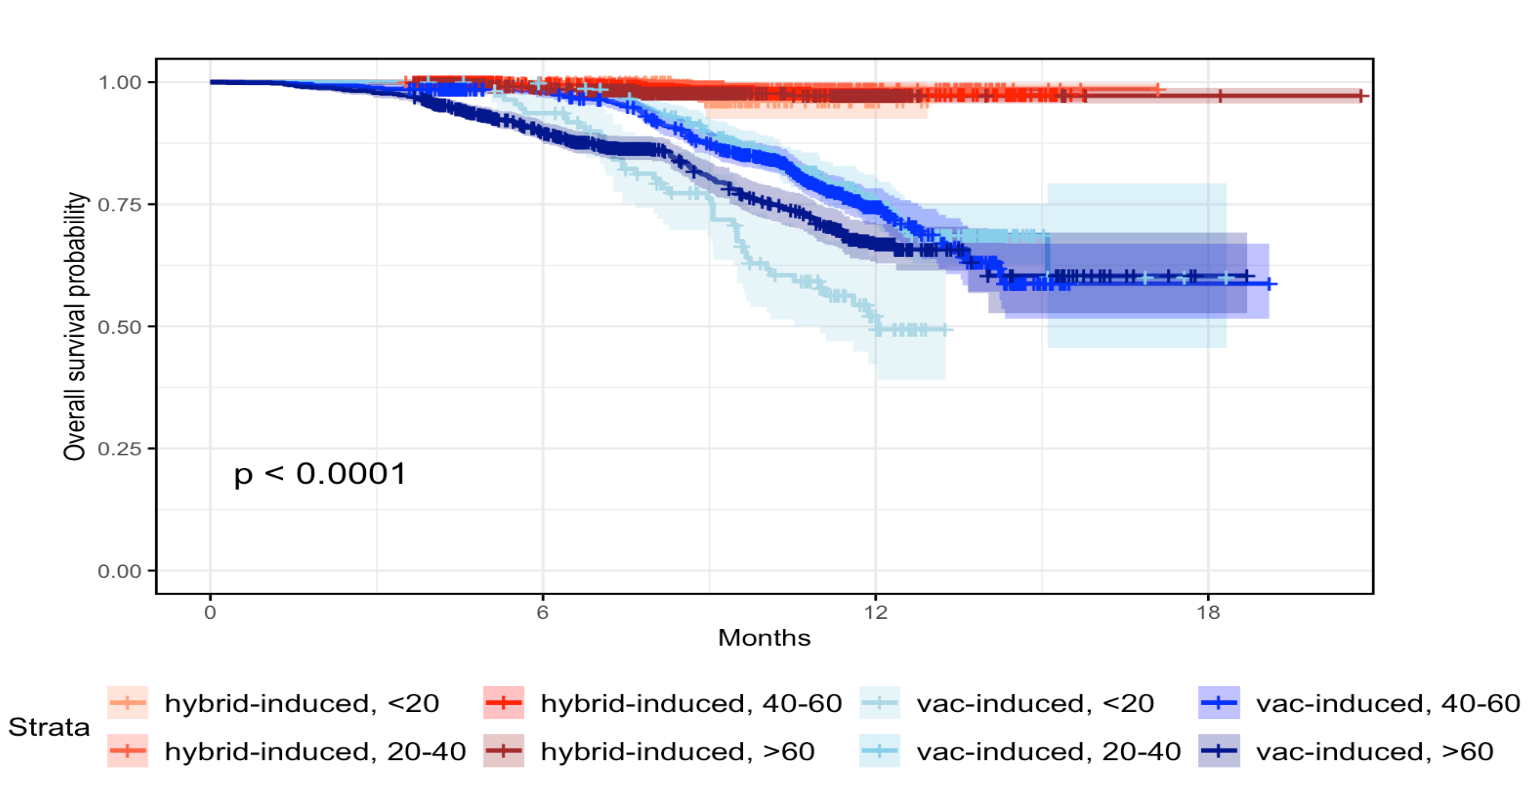 Overall survival probability
1.00
0.75
0.50
0.25
0.00
p < 0.0001
0 6 12 18
Months
Strata
hybrid-induced, <20 hybrid-induced, 40-60 vac-induced, <20 vac-induced, 40-60
hybrid-induced, 20-40 hybrid-induced, >60 vac-induced, 20-40 vac-induced, >60